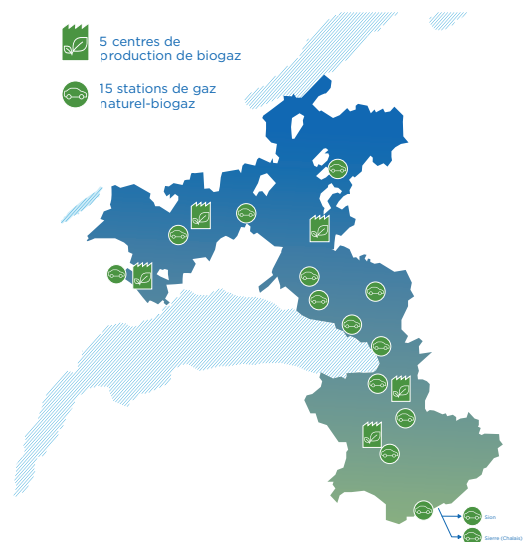 5 centres de
production de biogaz
15 stations de gaz
naturel-biogaz
Sion
Sierre (Chalais)